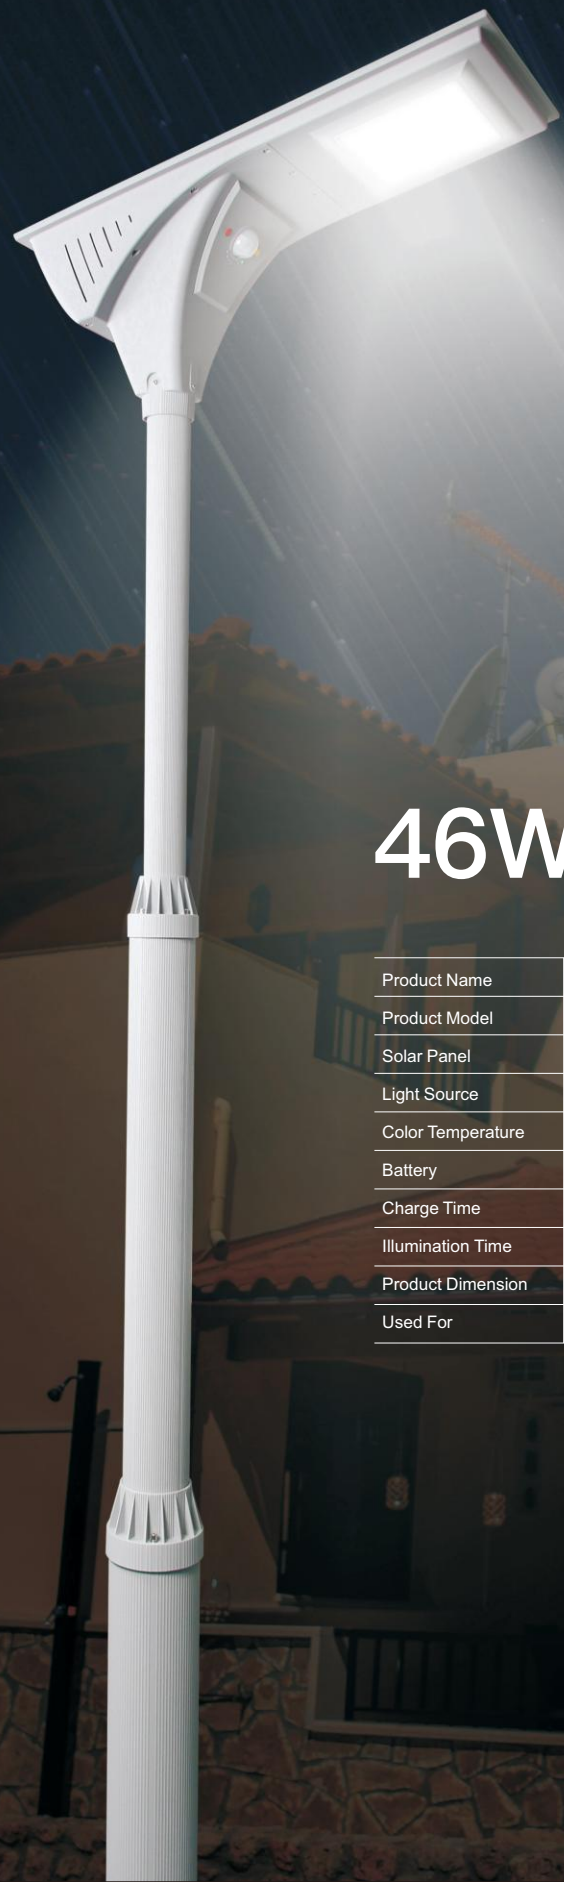 46W
Product Name
Product Model
Solar Panel
Light Source
Color Temperature
Battery
Charge Time
Illumination Time
Product Dimension
Used For